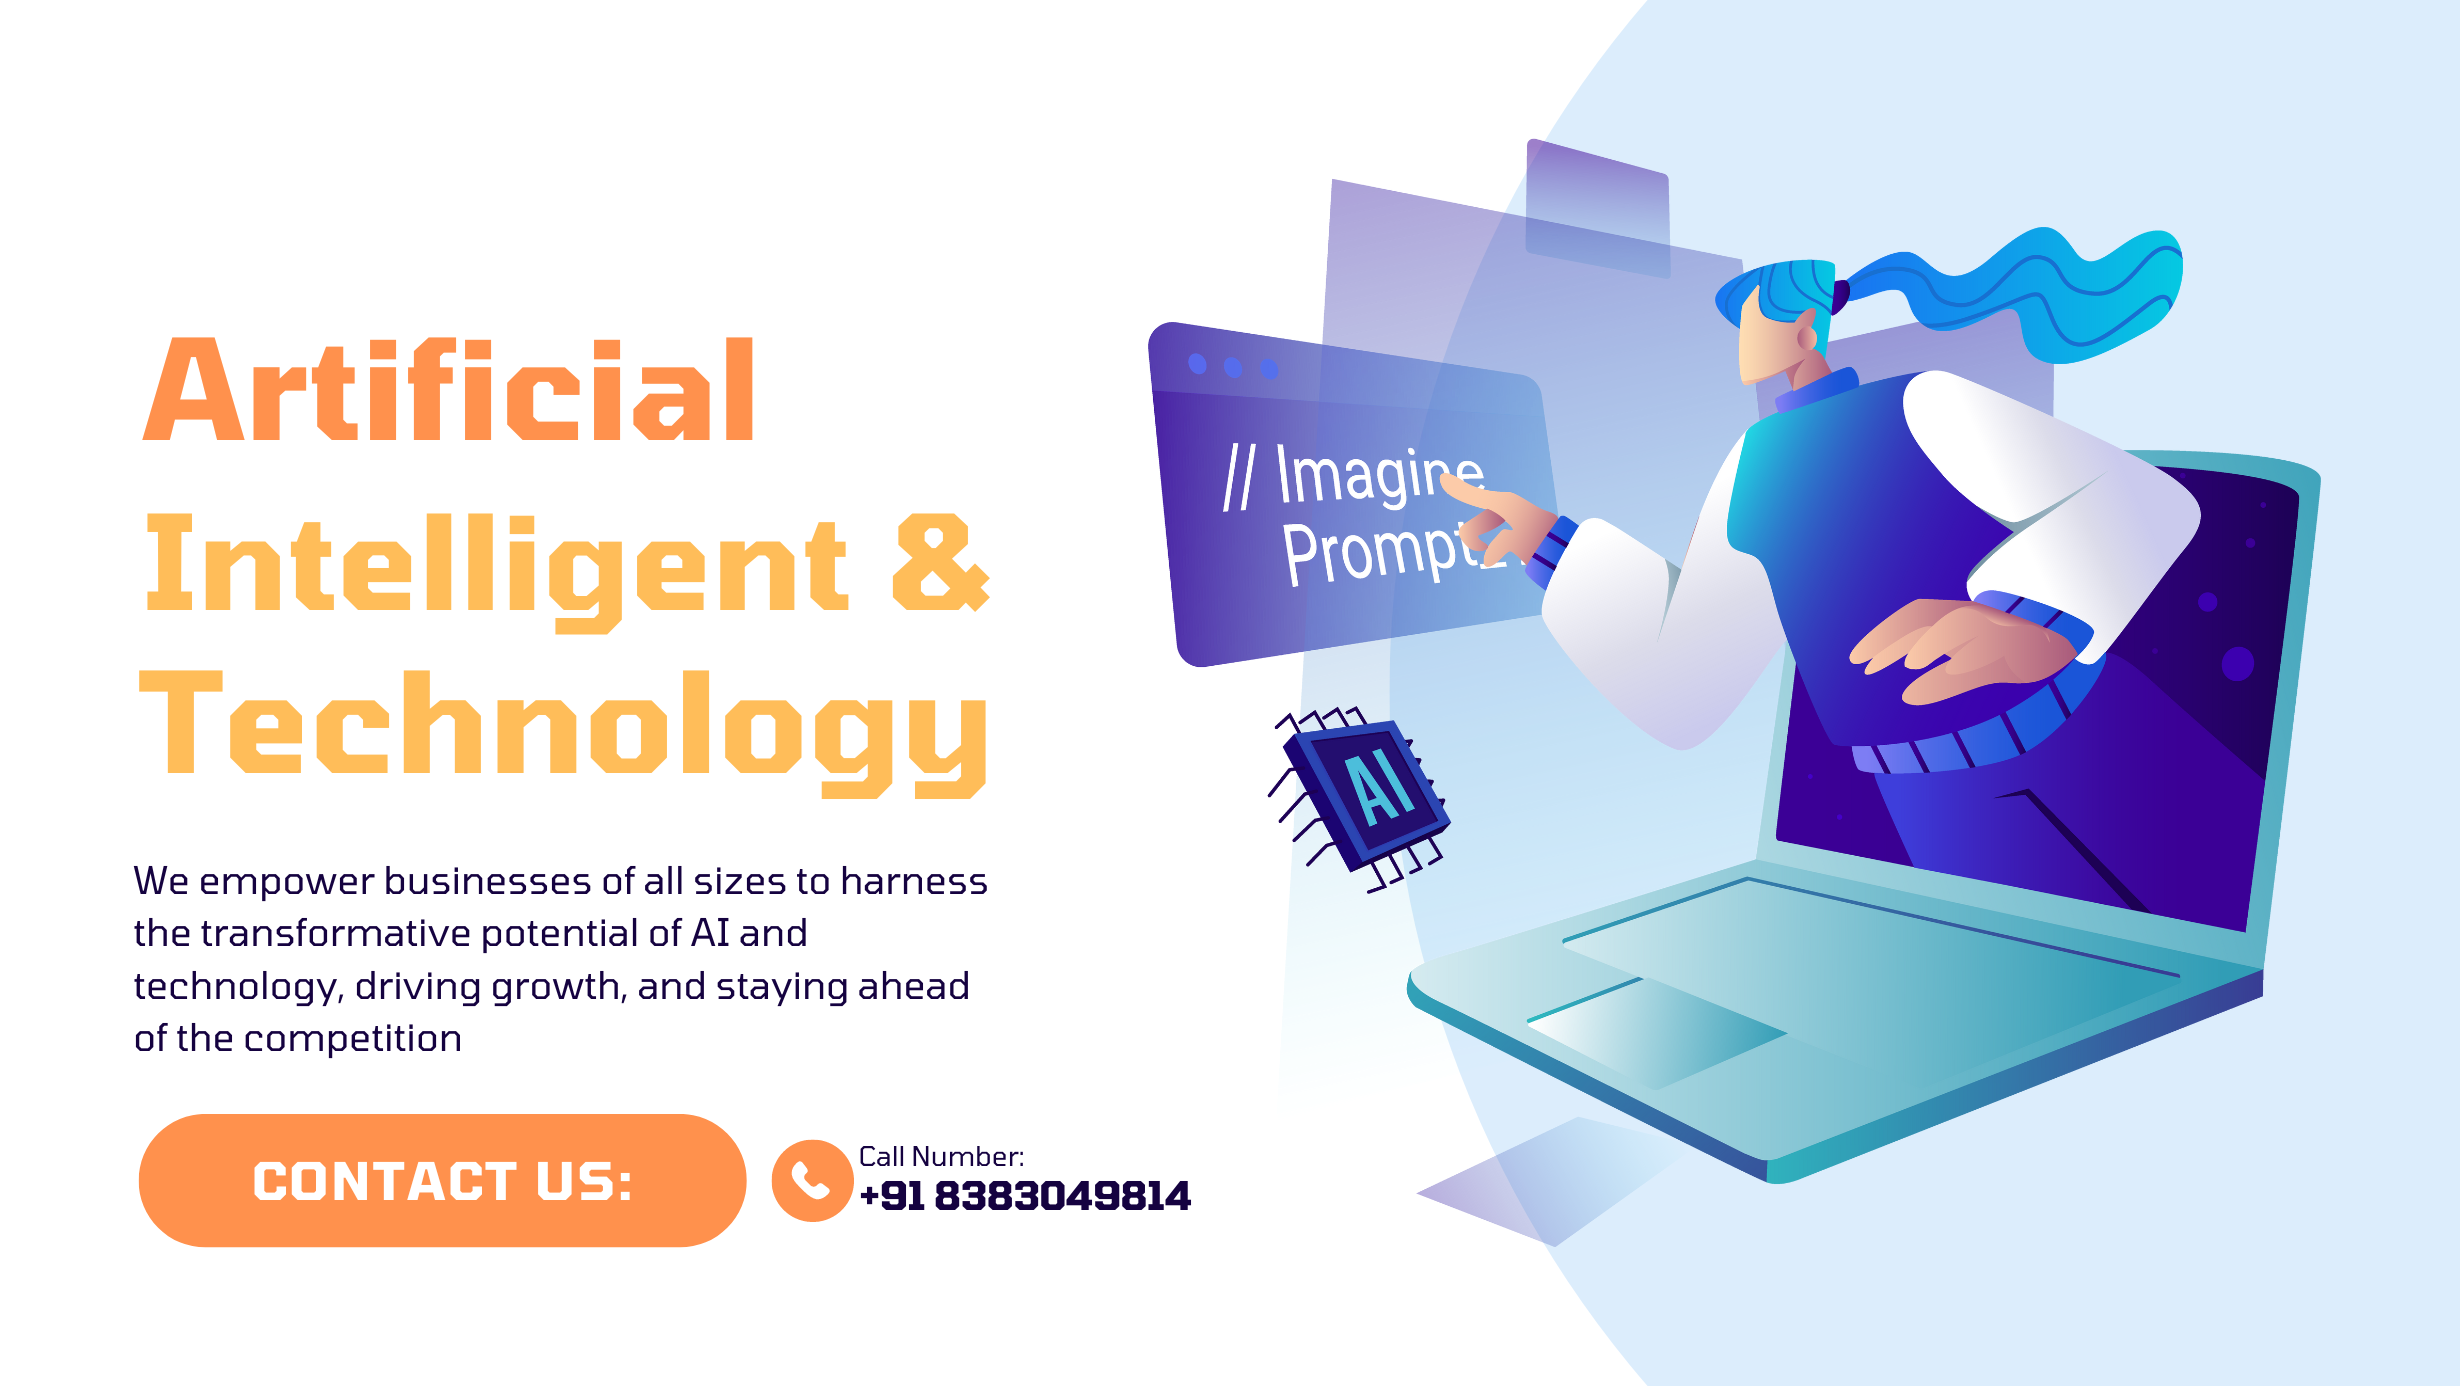 Artificial
Intelligent &
Technology
We empower businesses of all sizes to harness
the transformative potential of AI and
technology, driving growth, and staying ahead
of the competition
CONTACT US:
Call Number:
+91 8383049814
// Imagine
Prompt
AI